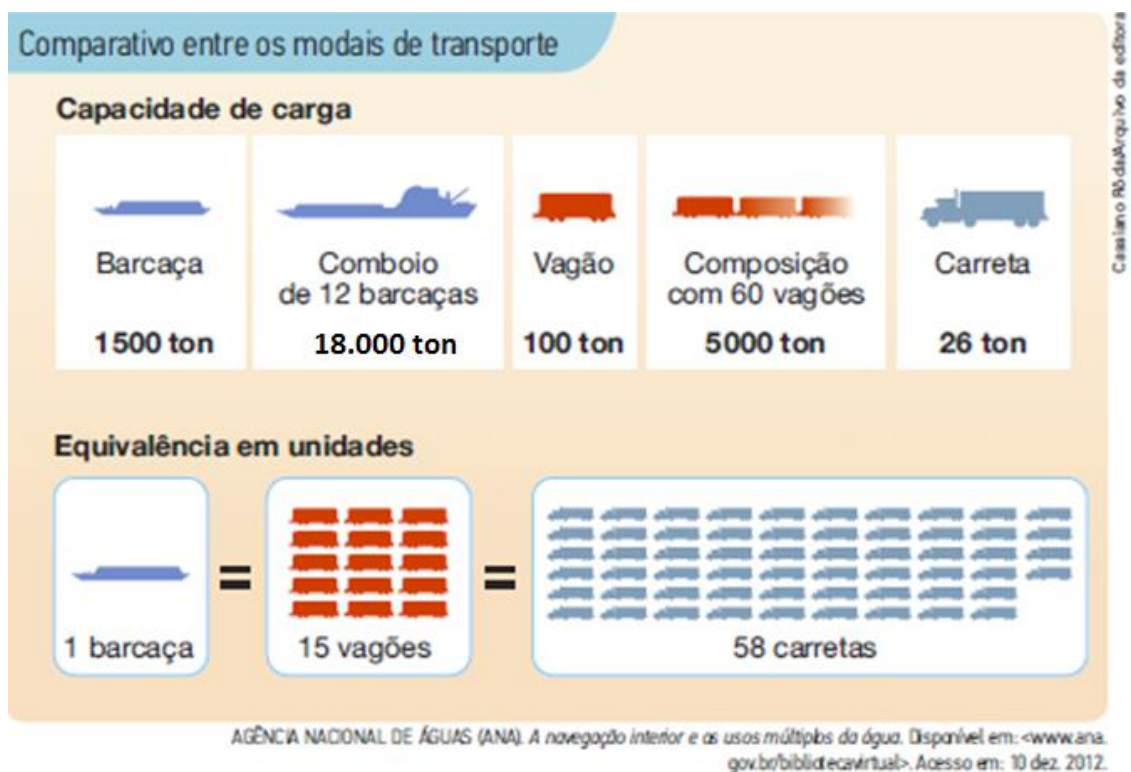 Comparativo entre os modais de transporte
Capacidade de carga
Barcaça
1500 ton
Comboio
de 12 barcaças
18.000 ton
Vagão
100 ton
Composição
com 60 vagões
5000 ton
Carreta
26 ton
Equivalência em unidades
1 barcaça
=
15 vagões
=
58 carretas
Cassiano Röda/Arquivo da editora
AGÊNCIA NACIONAL DE ÁGUAS (ANA). A navegação interior e os usos múltiplos da água. Disponível em: <www.ana.
gov.br/bibliotecavirtual>. Acesso em: 10 dez. 2012.